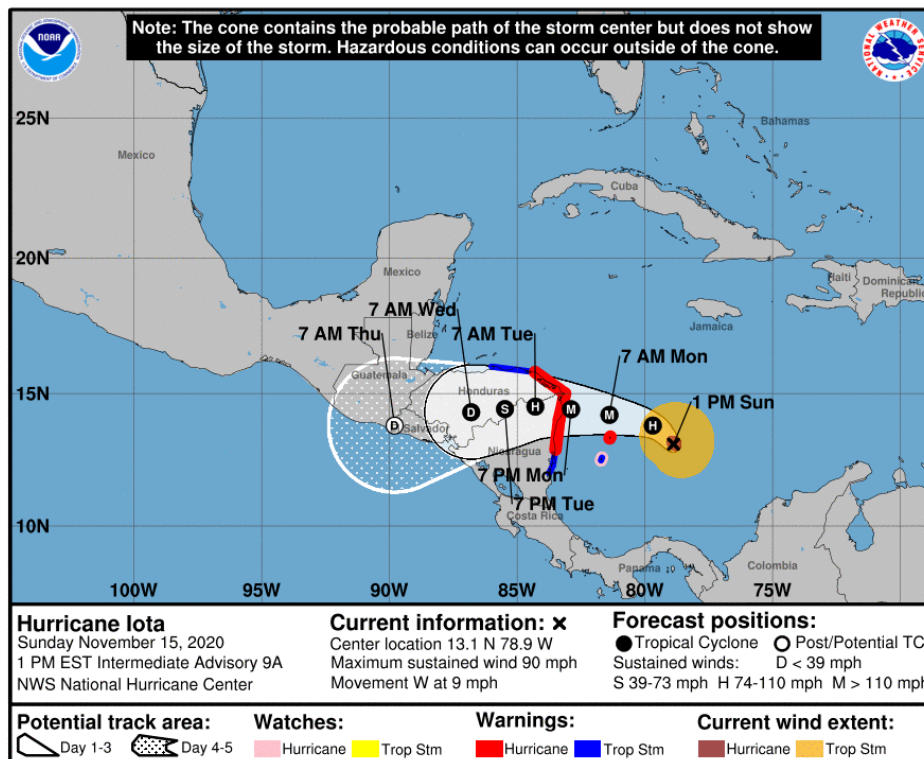 Note: The cone contains the probable path of the storm center but does not show
the size of the storm. Hazardous conditions can occur outside of the cone.
NOAA
NATIONAL WEATHER SERVICE
25N
Mexico
Bahamas
Cuba
20N
Mexico
Haiti
Dominican
Republic
7 AM Wed
7 AM Thu
7 AM Tue
Belize
Jamaica
7 AM Mon
Guatemala
15N
Honduras
1 PM Sun
D
S
H
M
M
H
D
Salvador
Nicaragua
7 PM Mon
7 PM Tue
Costa Rica
10N
Panama
Colombia
100W
95W
90W
85W
80W
75W
Hurricane Iota
Sunday November 15, 2020
1 PM EST Intermediate Advisory 9A
NWS National Hurricane Center
Current information: x
Center location 13.1 N 78.9 W
Maximum sustained wind 90 mph
Movement W at 9 mph
Forecast positions:
Tropical Cyclone Post/Potential TC
Sustained winds: D < 39 mph
S 39-73 mph H 74-110 mph M > 110 mph
Potential track area:
Day 1-3 Day 4-5
Watches:
Hurricane Trop Stm
Warnings:
Hurricane Trop Stm
Current wind extent:
Hurricane Trop Stm